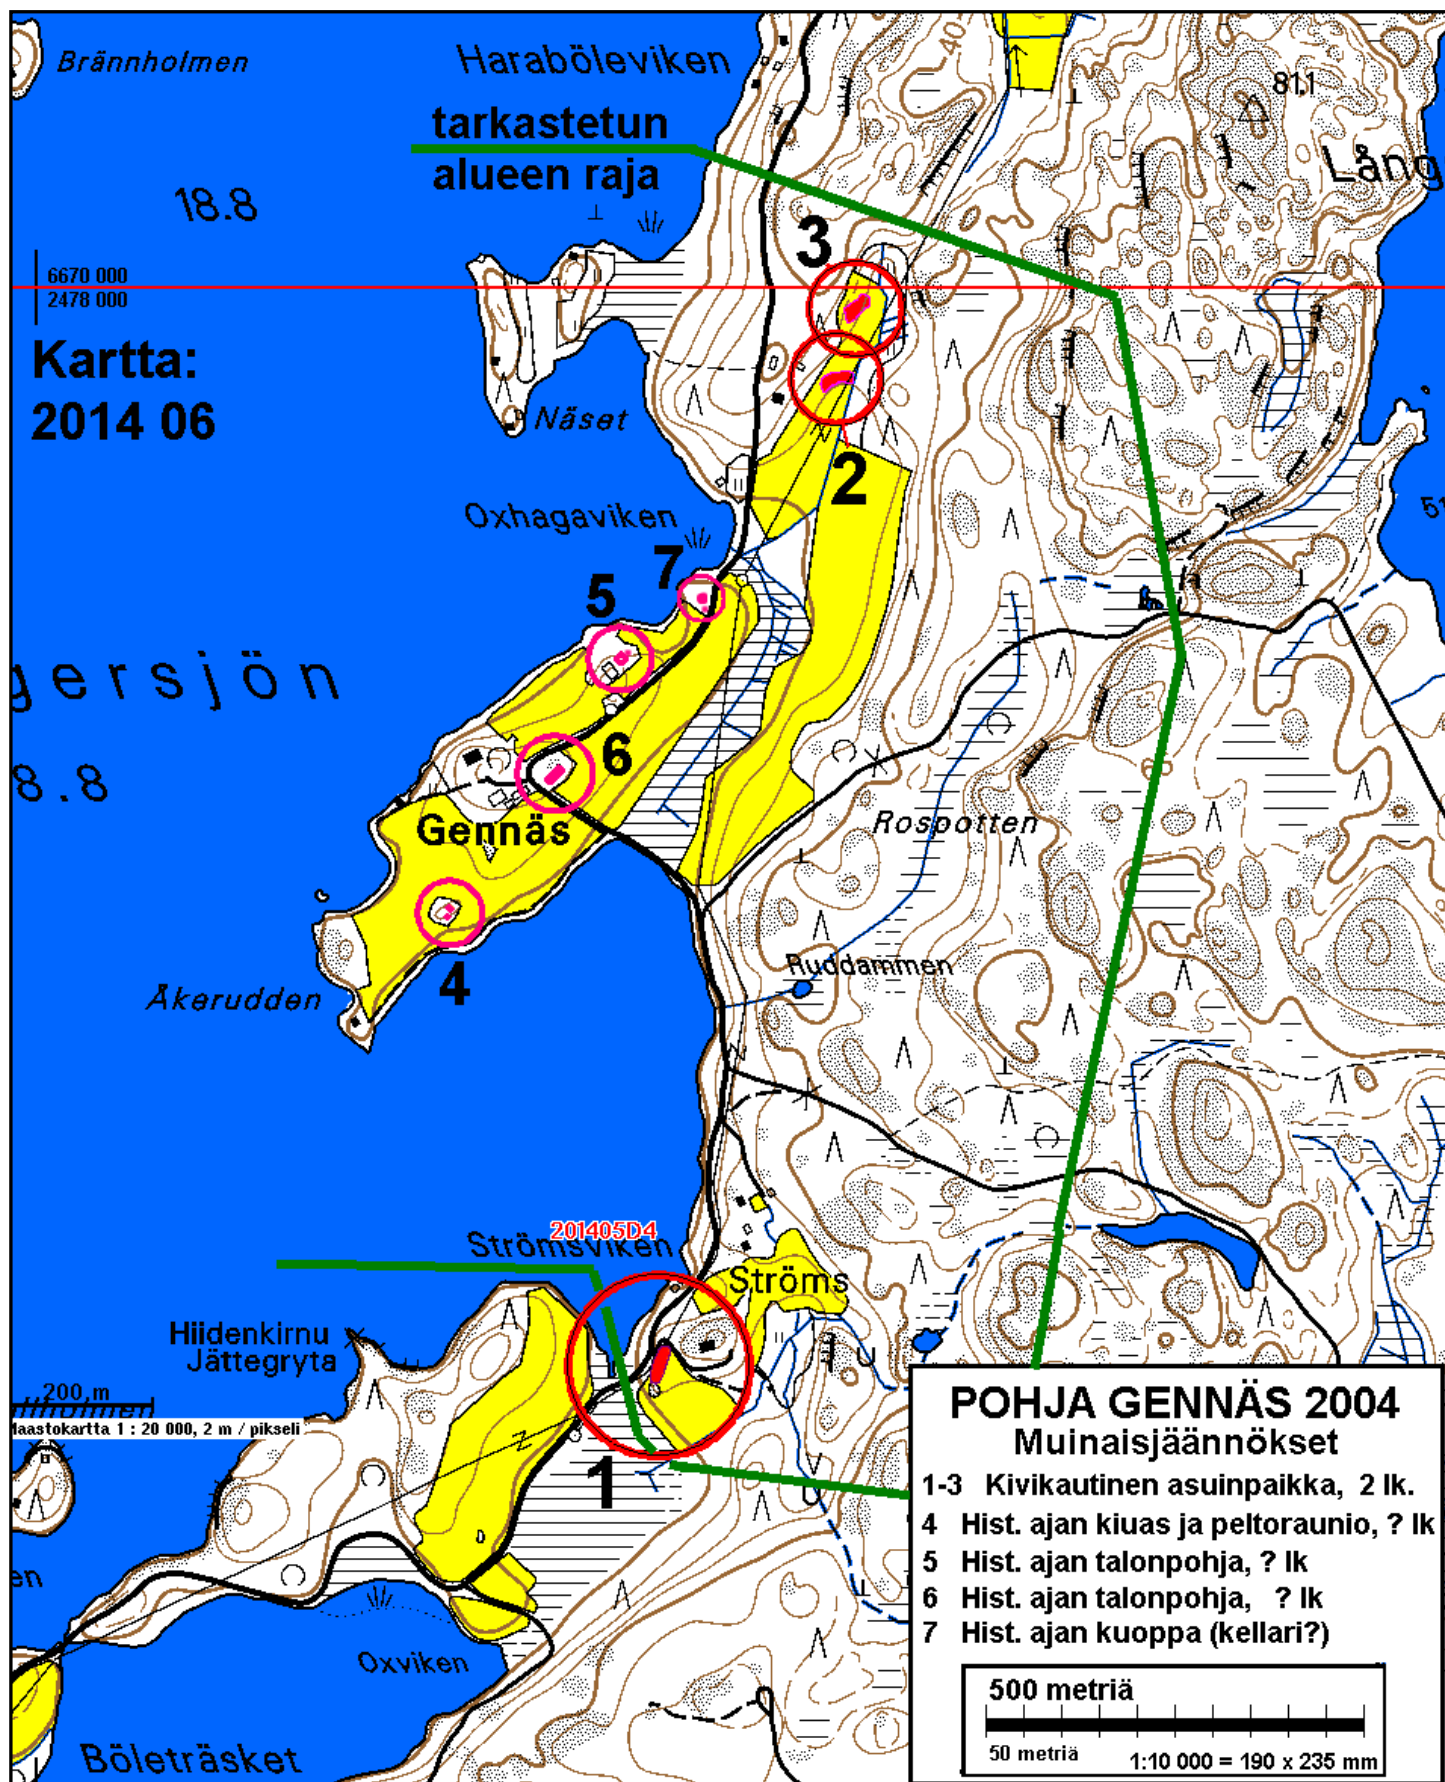 Brännholmen
Haraböleviken
tarkastetun
alueen raja
18.8
40
81.1
Lång
3
6670 000
2478 000
Kartta:
2014 06
Näset
2
Oxhagaviken
7
5
gersjön
6
8.8
Gennäs
Rospotten
4
Åkerudden
Ruddammen
201405D4
Strömsviken
Ströms
Hiidenkirnu
Jättegryta
200 m
Maastokartta 1 : 20 000, 2 m / pikseli
1
en
Oxviken
Böleträsket
POHJA GENNÄS 2004
Muinaisjäännökset
1-3 Kivikautinen asuinpaikka, 2 lk.
4 Hist. ajan kiuas ja peltoraunio, ? lk
5 Hist. ajan talonpohja, ? lk
6 Hist. ajan talonpohja, ? lk
7 Hist. ajan kuoppa (kellari?)
500 metriä
50 metriä
1:10 000 = 190 x 235 mm